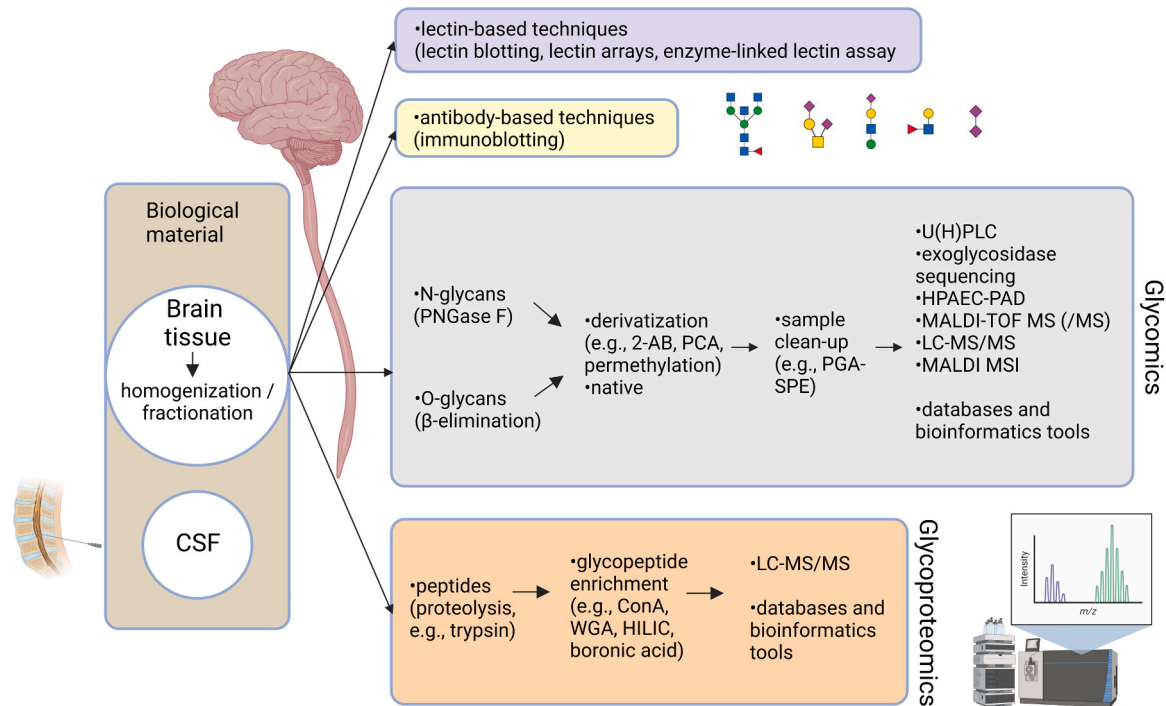 •lectin-based techniques
(lectin blotting, lectin arrays, enzyme-linked lectin assay
•antibody-based techniques
(immunoblotting)
Biological
material
Brain
tissue
homogenization /
fractionation
CSF
•N-glycans
(PNGase F)
•O-glycans
(β-elimination)
•derivatization
(e.g., 2-AB, PCA,
permethylation)
•native
•sample
clean-up
(e.g., PGA-
SPE)
•U(H)PLC
•exoglycosidase
sequencing
•HPAEC-PAD
•MALDI-TOF MS (/MS)
•LC-MS/MS
•MALDI MSI
•databases and
bioinformatics tools
Glycomics
•peptides
(proteolysis,
e.g., trypsin)
•glycopeptide
enrichment
(e.g., ConA,
WGA, HILIC,
boronic acid)
•LC-MS/MS
•databases and
bioinformatics
tools
Glycoproteomics
Intensity
m/z